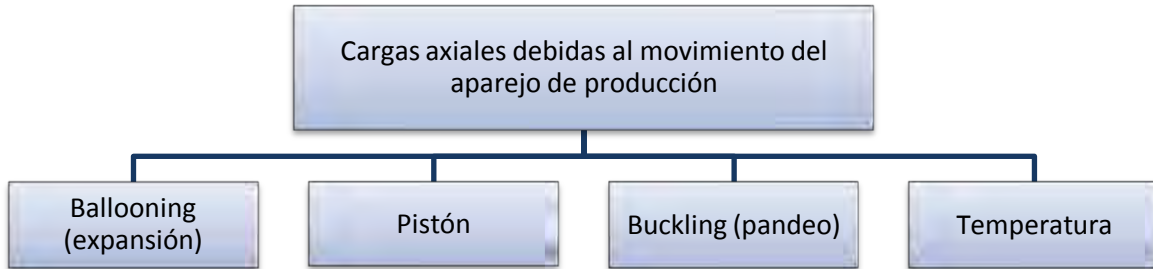 Cargas axiales debidas al movimiento del
aparejo de producción
Ballooning
(expansión)
Pistón
Buckling (pandeo)
Temperatura